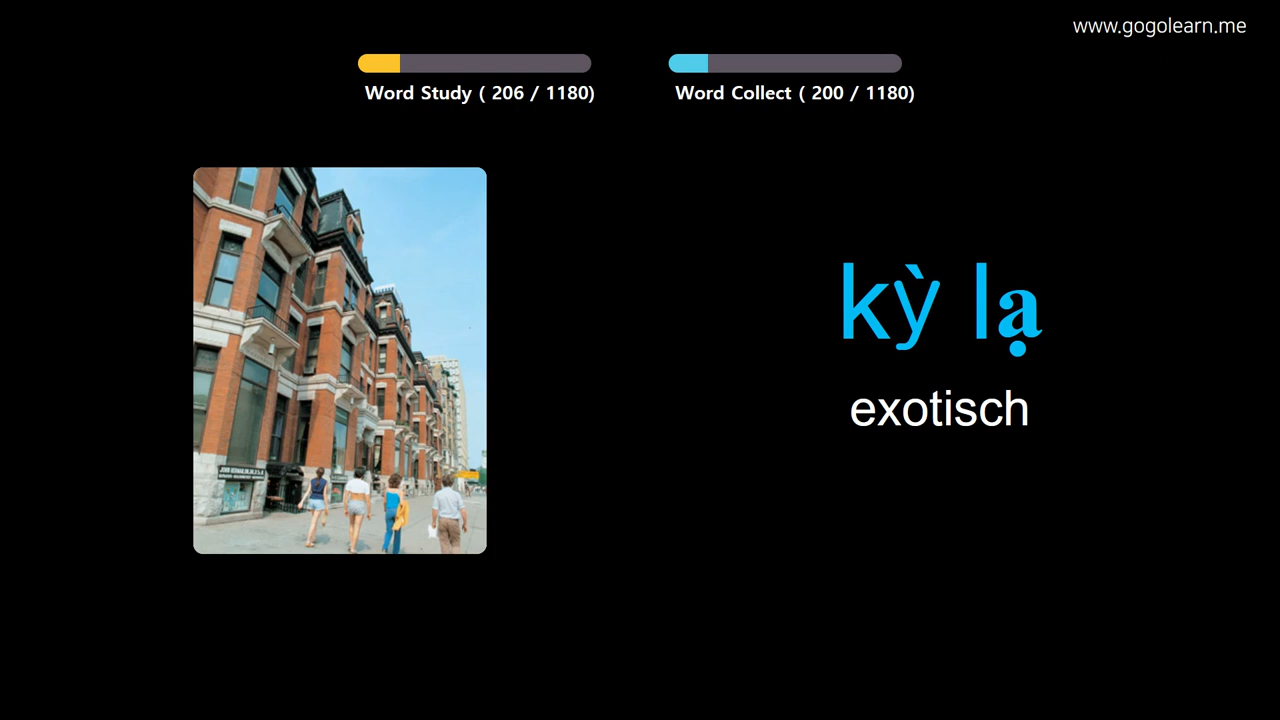 www.gogolearn.me
Word Study ( 206 / 1180)
Word Collect ( 200 / 1180)
kỳ lạ
exotisch